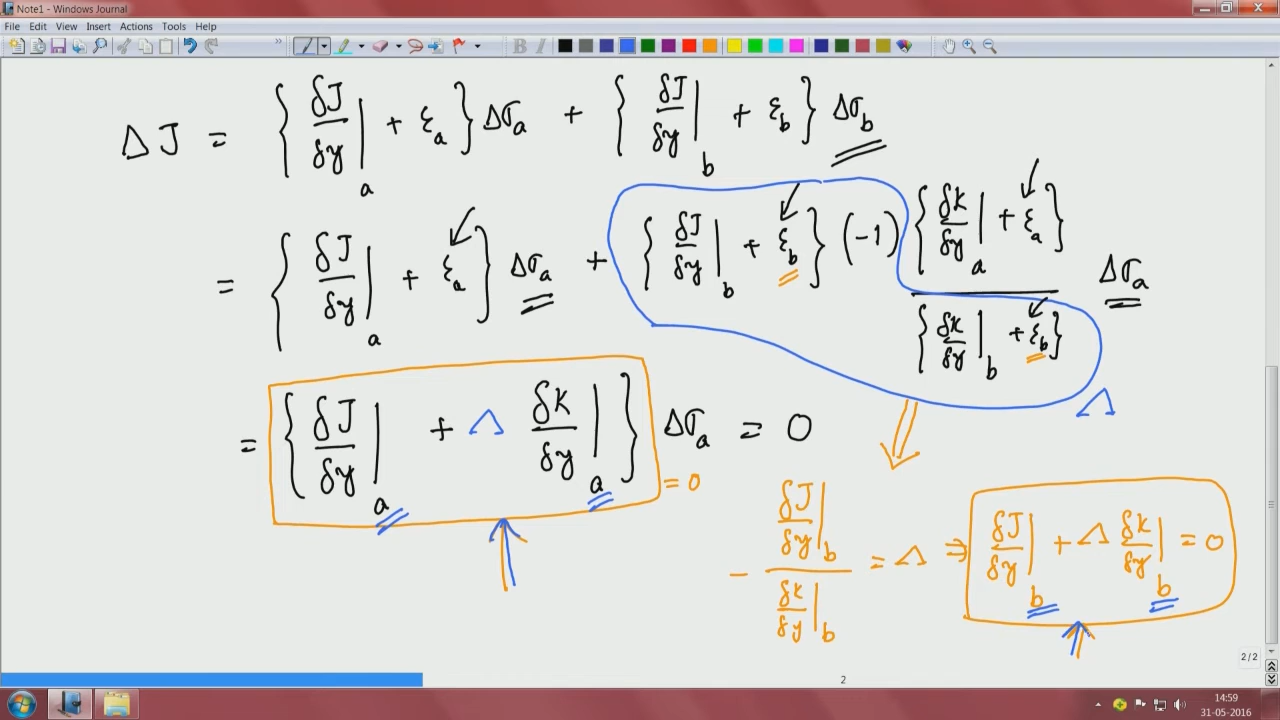 Note1 - Windows Journal
File Edit View Insert Actions Tools Help
ΔJ = { δJ/δy |a + εa } Δσa + { δJ/δy |b + εb } Δσb
= { δJ/δy |a + εa } Δσa + { δJ/δy |b + εb } (-1) { δK/δy |a + εa } / { δK/δy |b + εb } Δσa
Λ
= { δJ/δy |a + Λ δK/δy |a } Δσa = 0
= 0
- δJ/δy |b / δK/δy |b = Λ ⇒ δJ/δy |b + Λ δK/δy |b = 0
2/2
2
14:59
31-05-2016